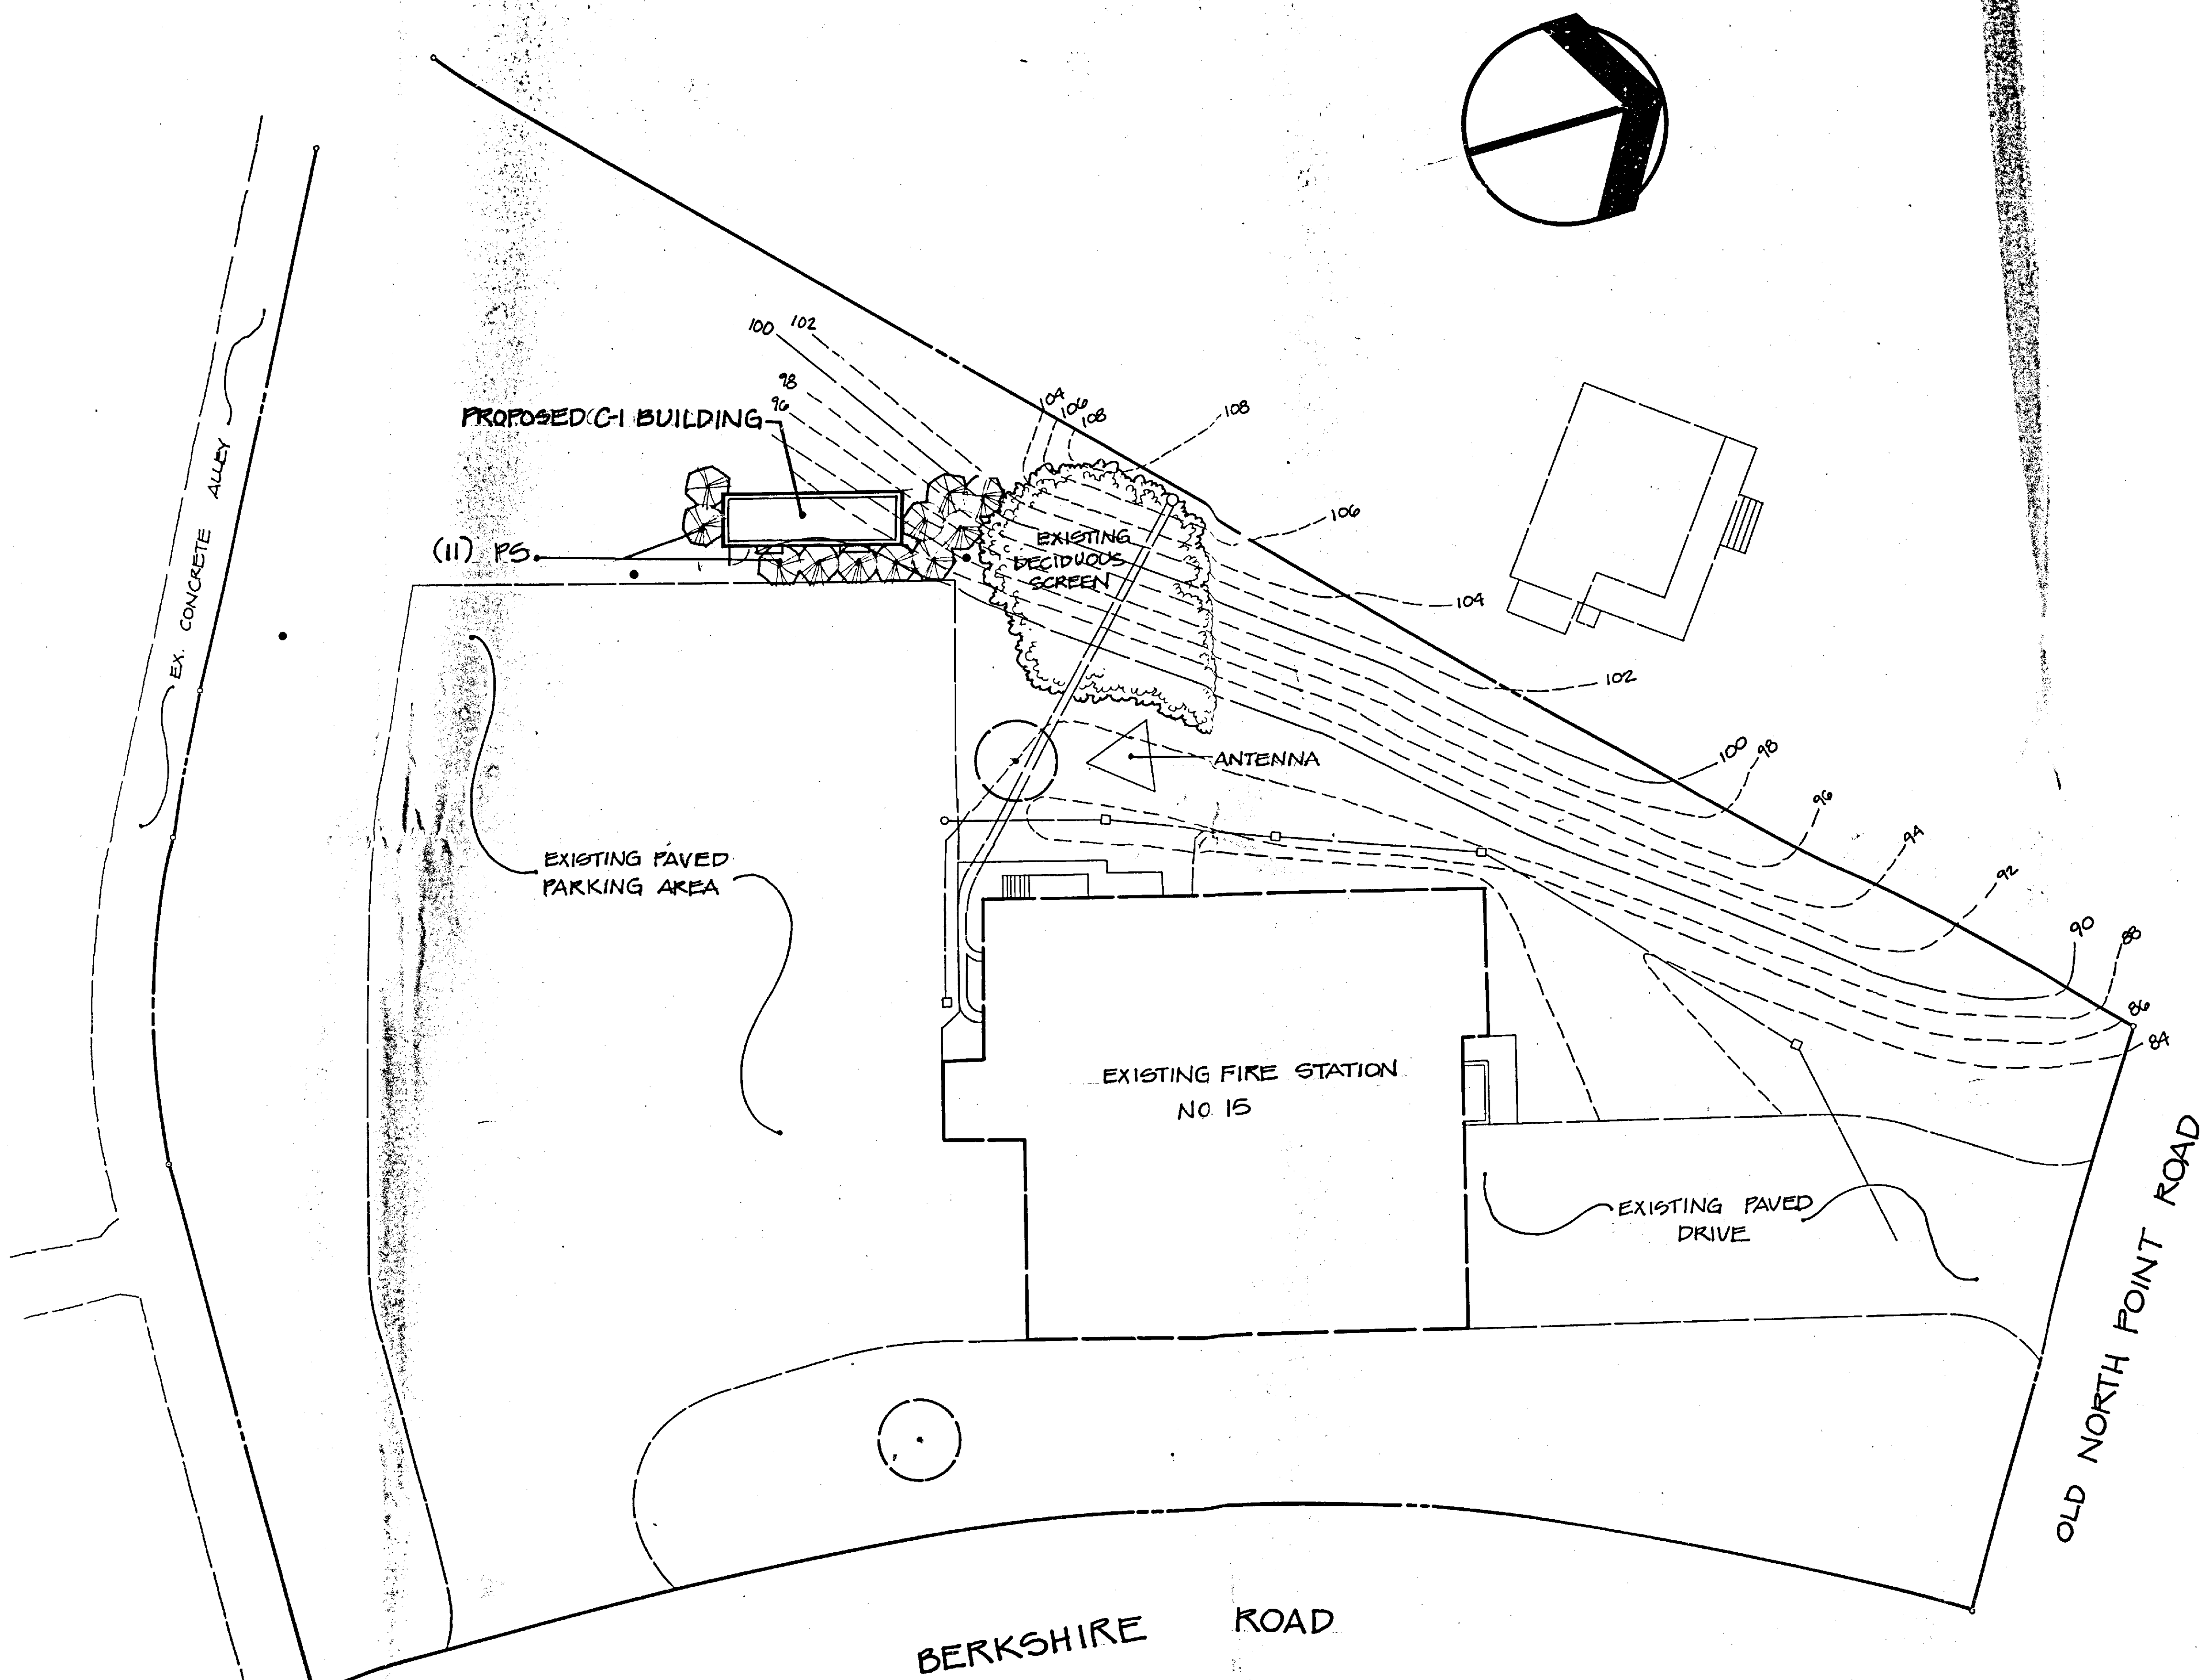 100 102
98
96
104
106
108
108
PROPOSED C-1 BUILDING
(11) PS
EXISTING
DECIDUOUS
SCREEN
106
104
102
EX. CONCRETE ALLEY
ANTENNA
100
98
96
94
92
90
88
86
84
EXISTING PAVED
PARKING AREA
EXISTING FIRE STATION
NO. 15
EXISTING PAVED
DRIVE
OLD NORTH POINT ROAD
BERKSHIRE ROAD